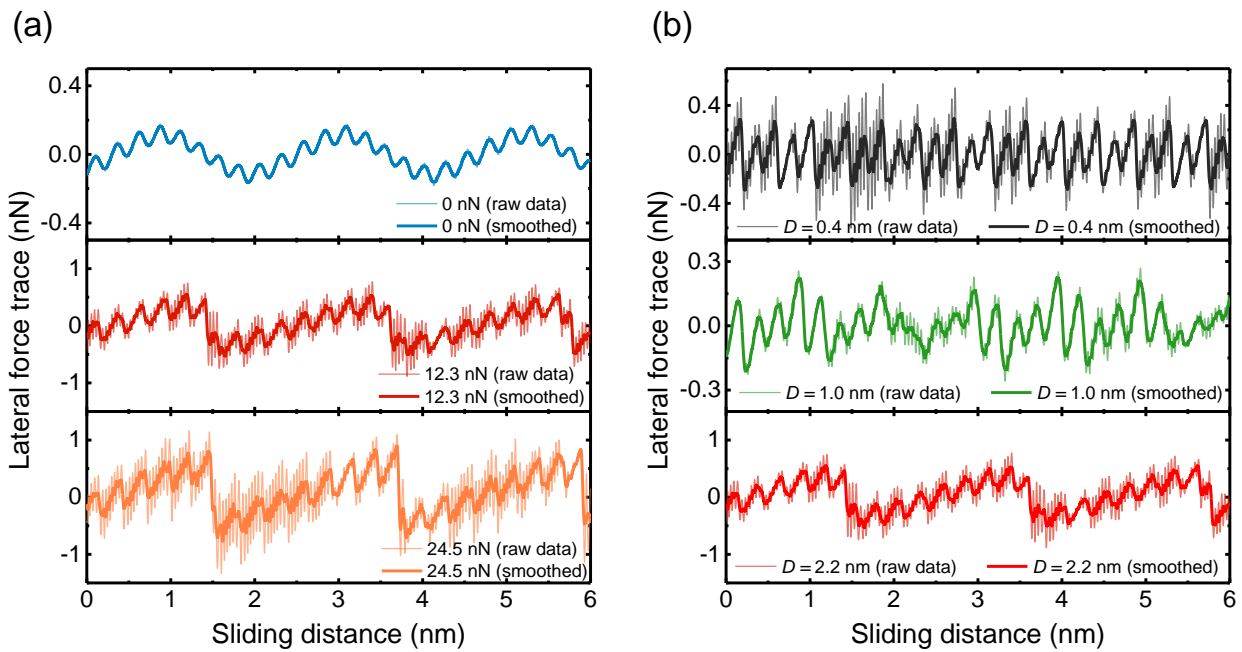 (a)
Lateral force trace (nN)
0.4
0.0
-0.4
0 nN (raw data)
0 nN (smoothed)
1
0
-1
12.3 nN (raw data)
12.3 nN (smoothed)
1
0
-1
24.5 nN (raw data)
24.5 nN (smoothed)
0 1 2 3 4 5 6
Sliding distance (nm)
(b)
Lateral force trace (nN)
0.4
0.0
-0.4
D = 0.4 nm (raw data) D = 0.4 nm (smoothed)
0.3
0.0
-0.3
D = 1.0 nm (raw data) D = 1.0 nm (smoothed)
1
0
-1
D = 2.2 nm (raw data) D = 2.2 nm (smoothed)
0 1 2 3 4 5 6
Sliding distance (nm)